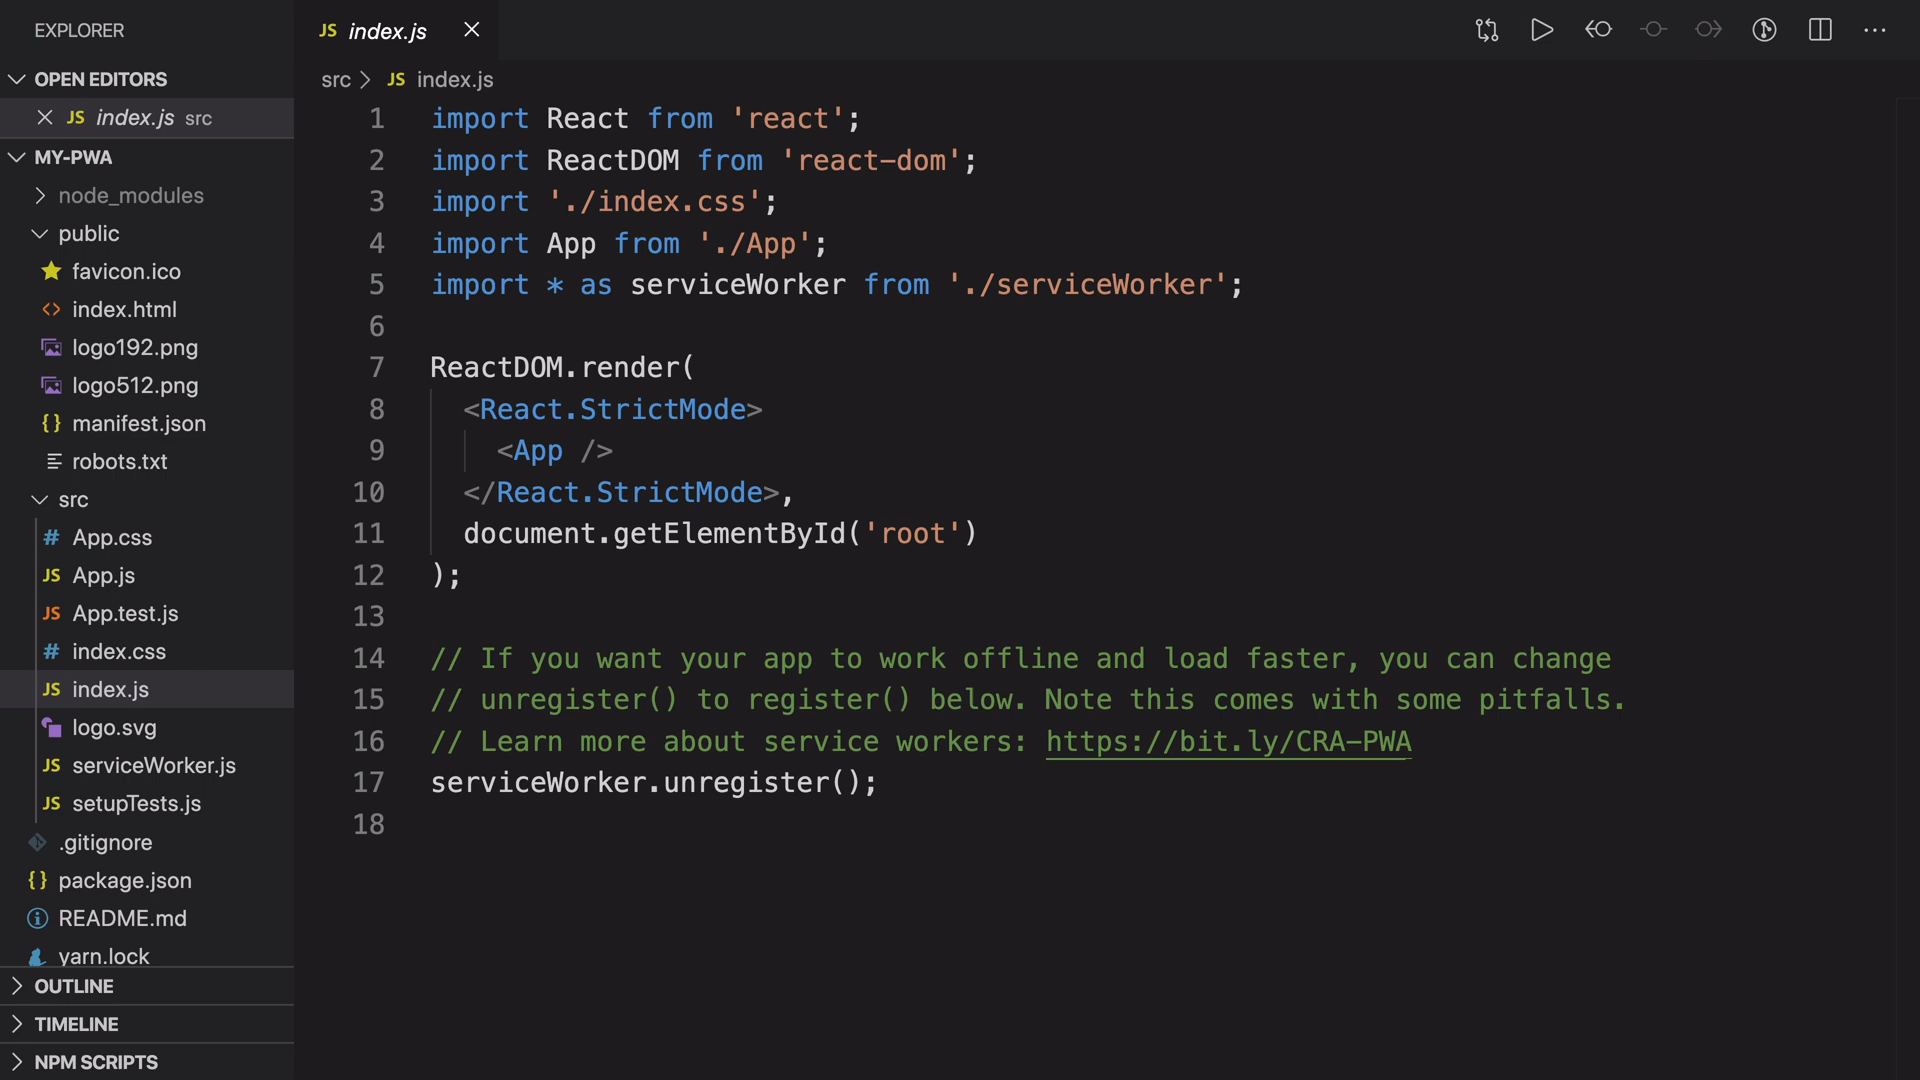 EXPLORER
OPEN EDITORS
JS index.js src
MY-PWA
node_modules
public
favicon.ico
index.html
logo192.png
logo512.png
manifest.json
robots.txt
src
App.css
JS App.js
JS App.test.js
index.css
JS index.js
logo.svg
JS serviceWorker.js
JS setupTests.js
.gitignore
package.json
README.md
yarn.lock
OUTLINE
TIMELINE
NPM SCRIPTS
JS index.js
src > JS index.js
1 import React from 'react';
2 import ReactDOM from 'react-dom';
3 import './index.css';
4 import App from './App';
5 import * as serviceWorker from './serviceWorker';
6
7 ReactDOM.render(
8 <React.StrictMode>
9 <App />
10 </React.StrictMode>,
11 document.getElementById('root')
12 );
13
14 // If you want your app to work offline and load faster, you can change
15 // unregister() to register() below. Note this comes with some pitfalls.
16 // Learn more about service workers: https://bit.ly/CRA-PWA
17 serviceWorker.unregister();
18